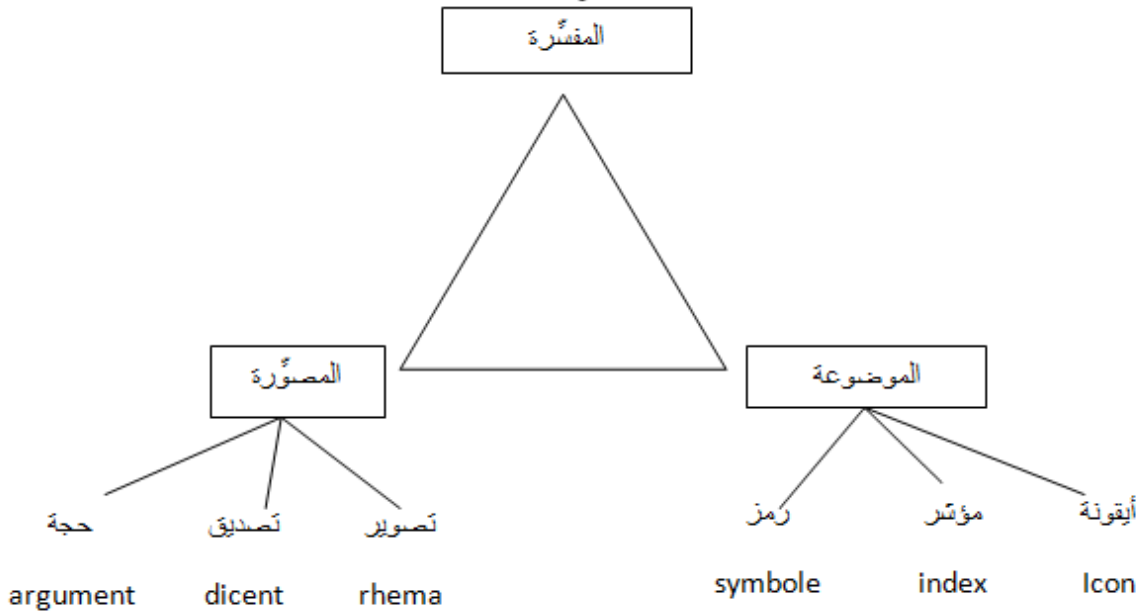 المفسِّرة
الموضوعة
المصوِّرة
أيقونة
مؤشر
رمز
تصوير
تصديق
حجة
Icon
index
symbole
rhema
dicent
argument